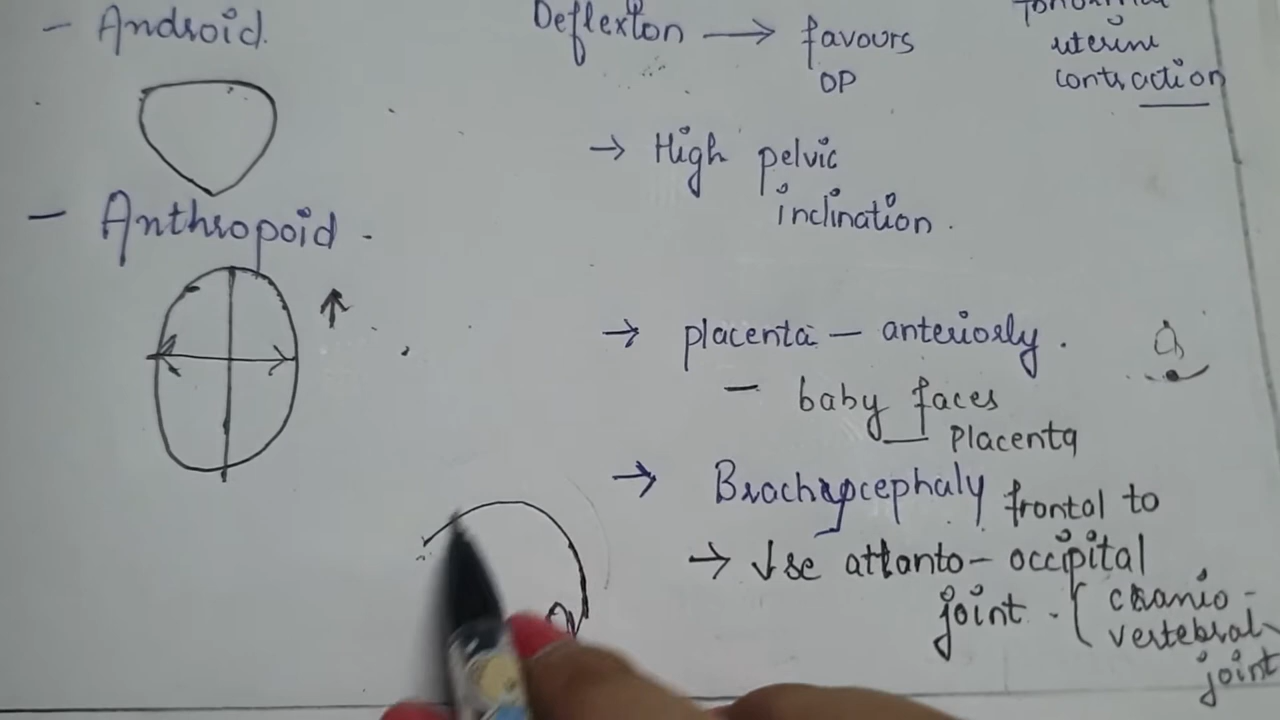 - Android.
- Anthropoid.
Deflexion → favours
OP
uterine
contraction
→ High pelvic
inclination.
→ placenta - anteriorly.
- baby faces
placenta
→ Brachycephaly frontal to
→ ↓se atlanto-occipital
joint. (cranio-
vertebral
joint